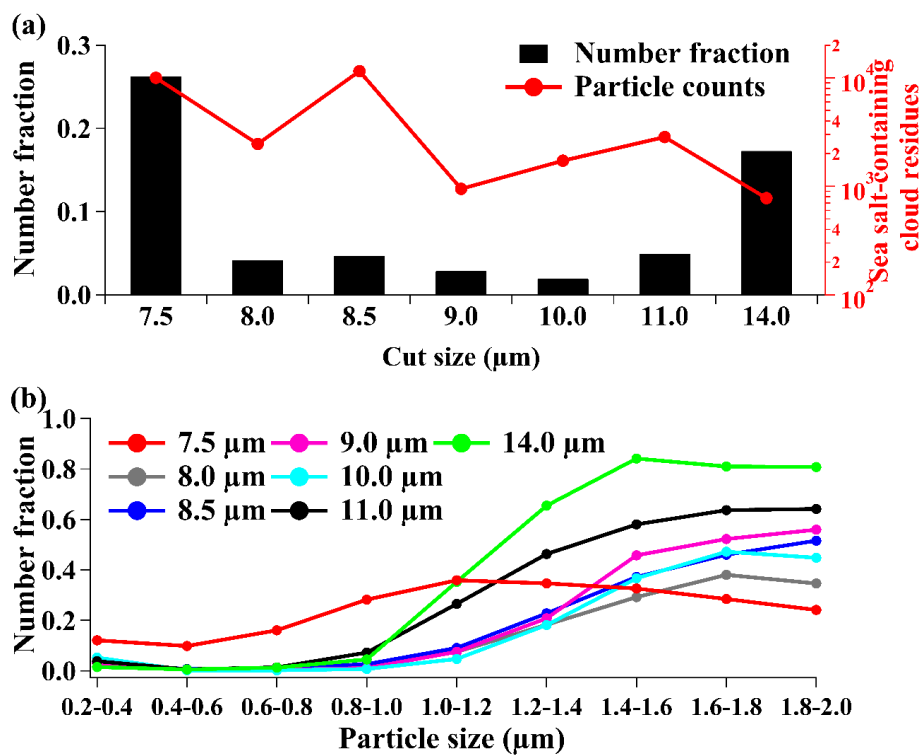 (a)
0.3
0.2
0.1
0.0
Number fraction
Number fraction
Particle counts
2
10⁴
4
2
10³
4
2
10²
Sea salt-containing
cloud residues
7.5 8.0 8.5 9.0 10.0 11.0 14.0
Cut size (µm)
(b)
1.0
0.8
0.6
0.4
0.2
0.0
Number fraction
7.5 µm 9.0 µm 14.0 µm
8.0 µm 10.0 µm
8.5 µm 11.0 µm
0.2-0.4 0.4-0.6 0.6-0.8 0.8-1.0 1.0-1.2 1.2-1.4 1.4-1.6 1.6-1.8 1.8-2.0
Particle size (µm)